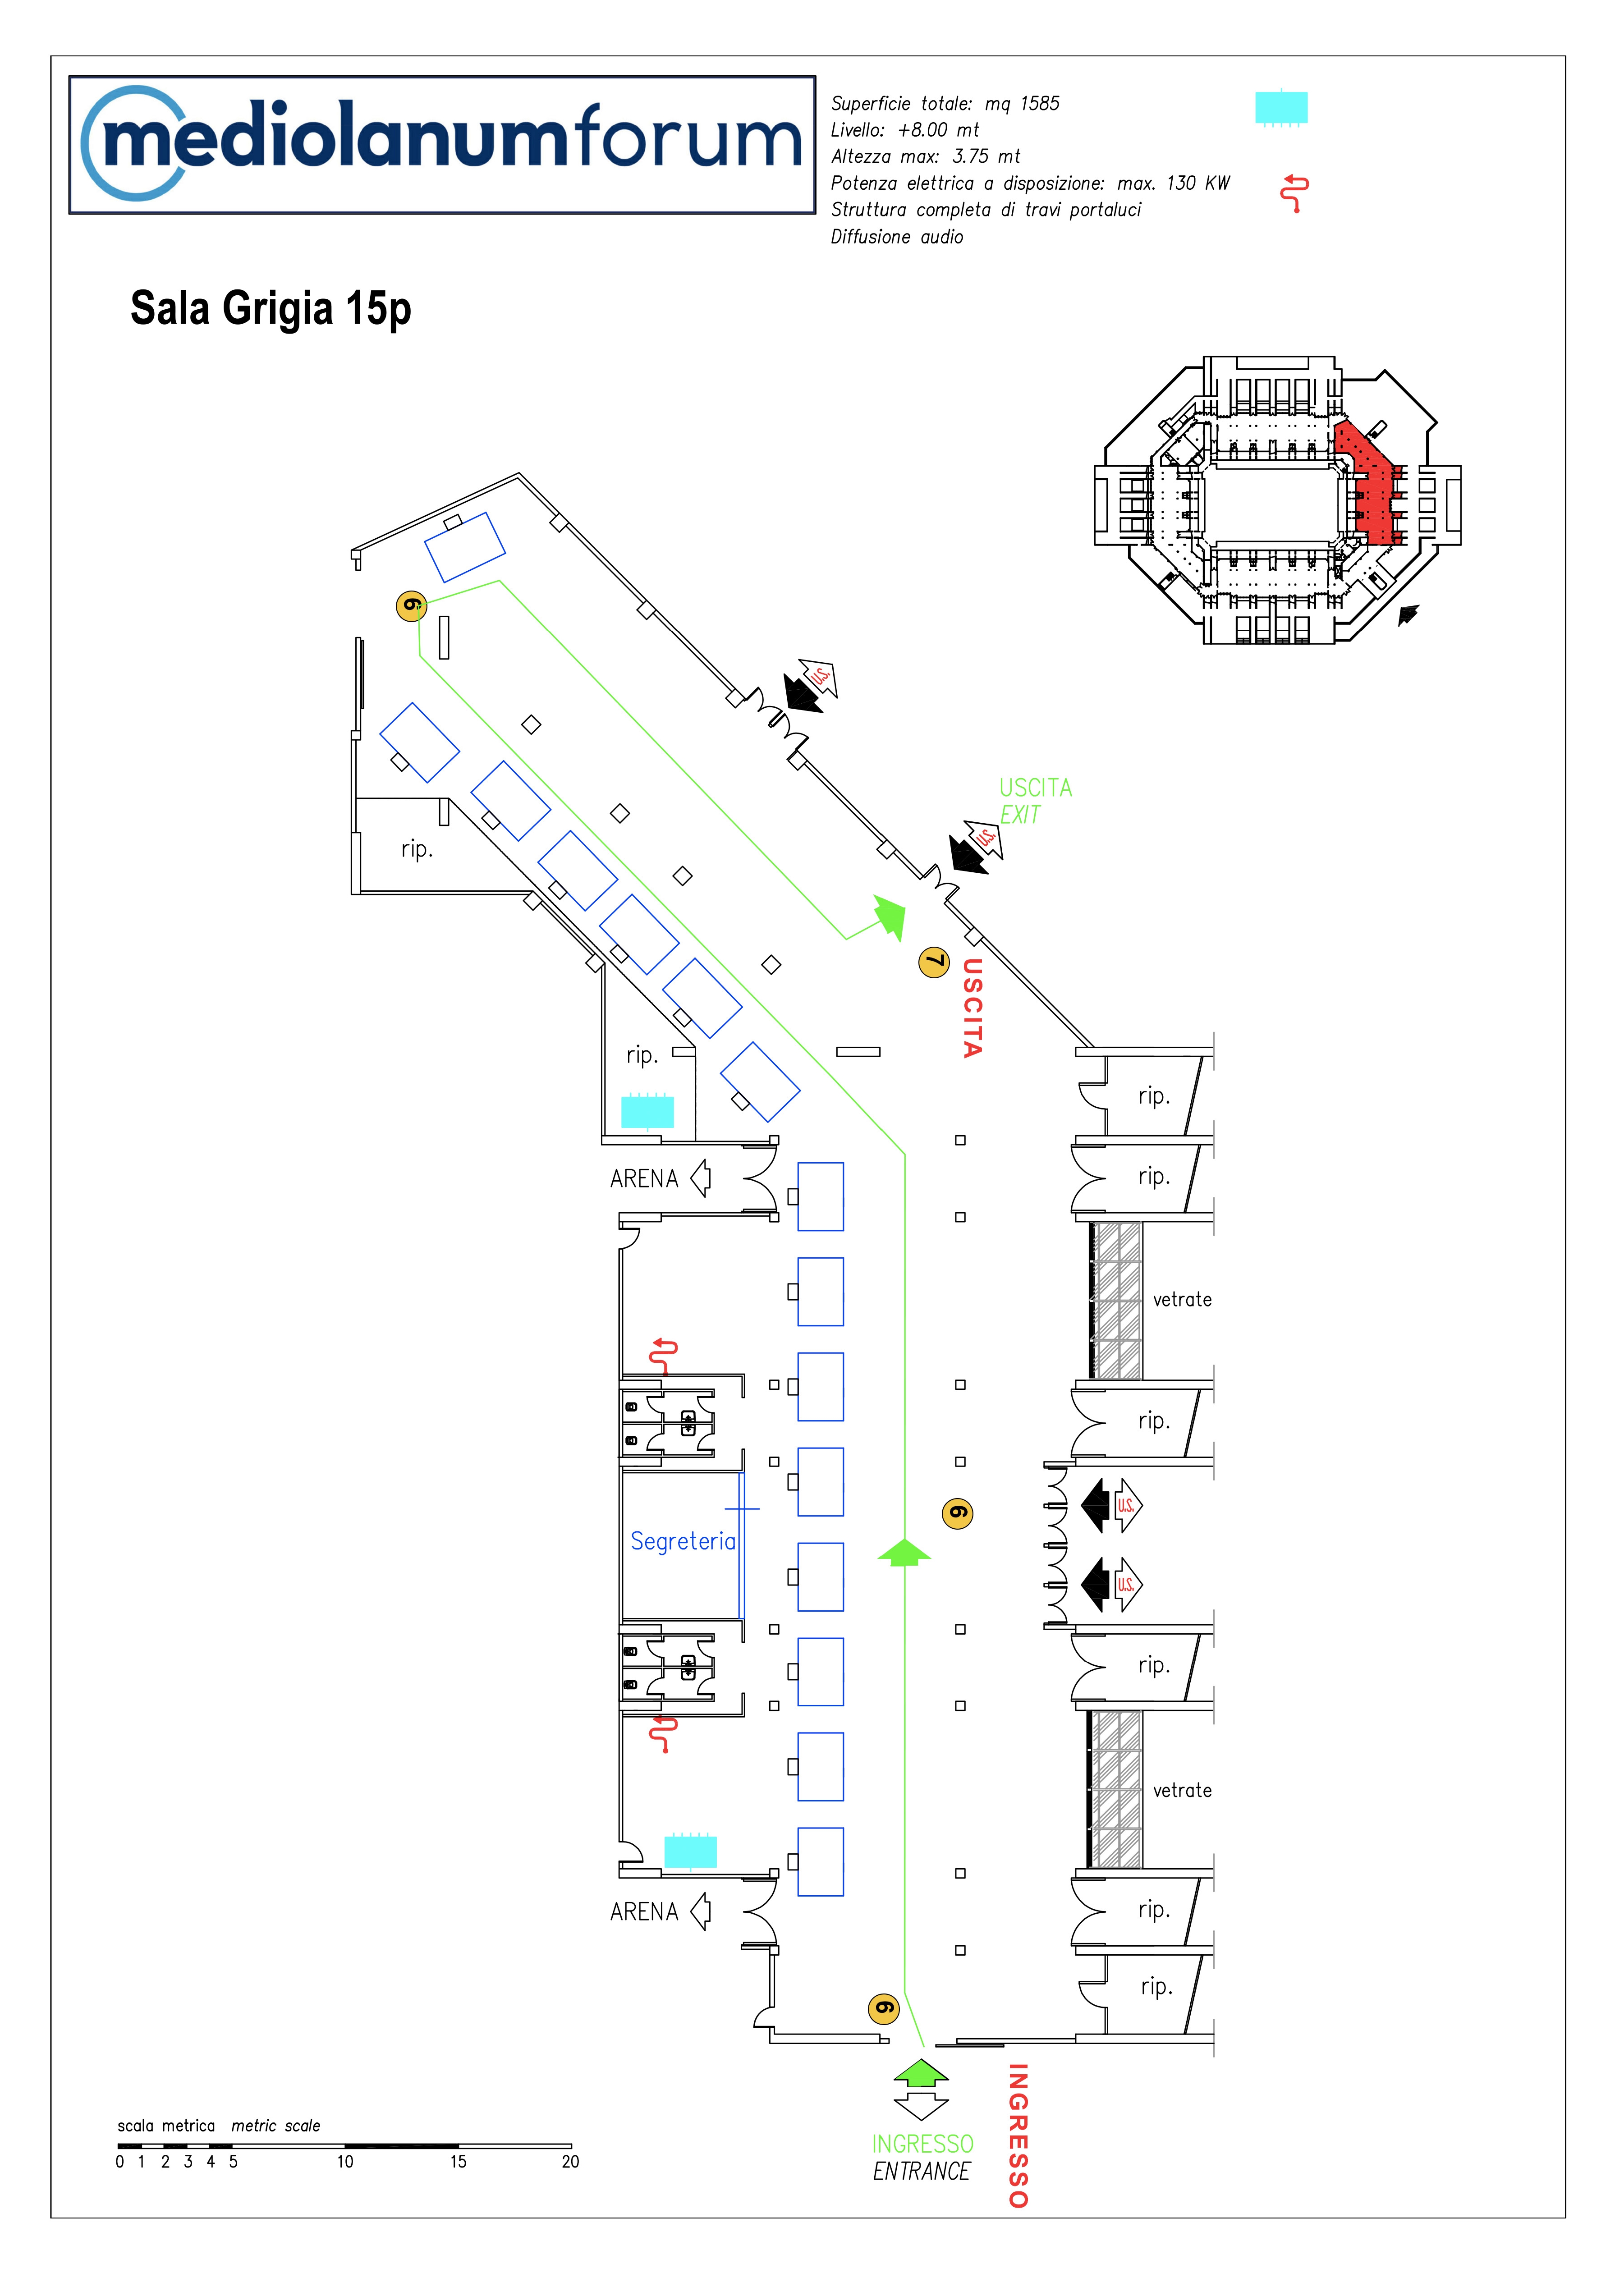 mediolanumforum
Superficie totale: mq 1585
Livello: +8.00 mt
Altezza max: 3.75 mt
Potenza elettrica a disposizione: max. 130 KW
Struttura completa di travi portaluci
Diffusione audio
Sala Grigia 15p
6
U.S.
USCITA
EXIT
U.S.
rip.
7
USCITA
rip.
rip.
ARENA
rip.
vetrate
rip.
6
U.S.
Segreteria
U.S.
rip.
vetrate
ARENA
rip.
rip.
6
INGRESSO
scala metrica metric scale
0 1 2 3 4 5 10 15 20
INGRESSO
ENTRANCE